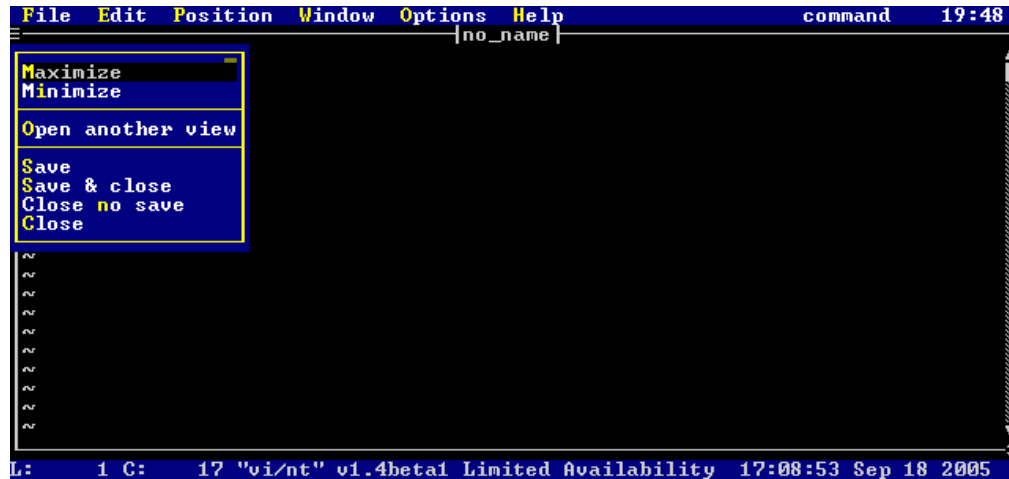 File Edit Position Window Options Help command 19:48
no_name
Maximize
Minimize
Open another view
Save
Save & close
Close no save
Close
~
~
~
~
~
~
~
~
~
~
L: 1 C: 17 "vi/nt" v1.4beta1 Limited Availability 17:08:53 Sep 18 2005